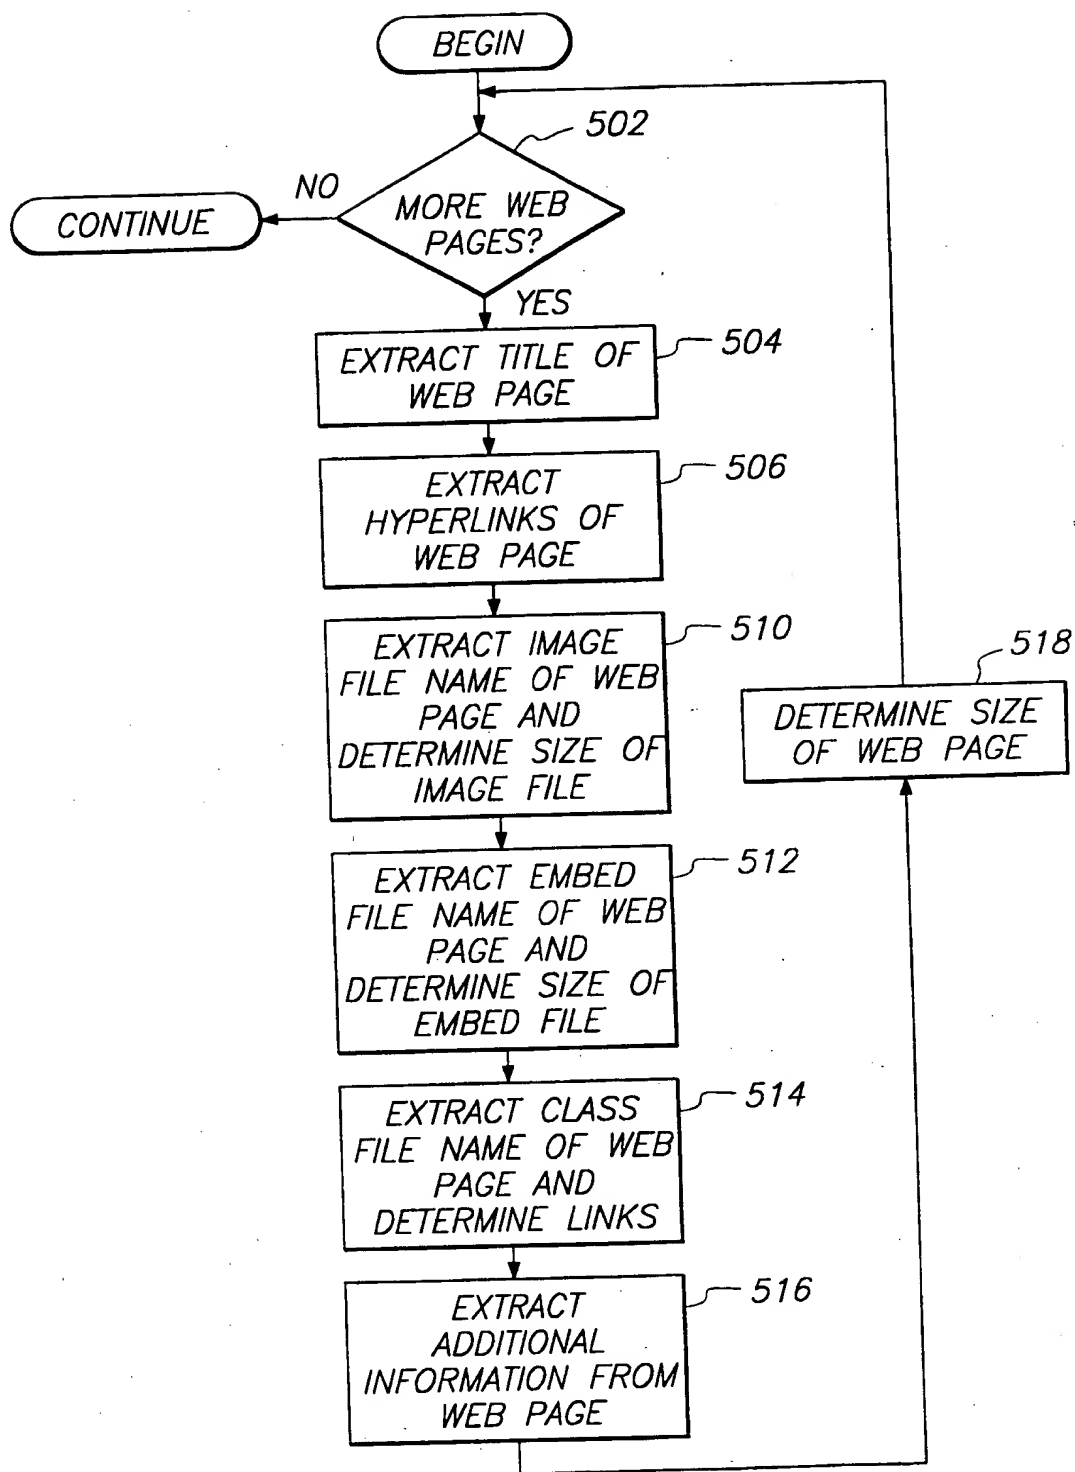 BEGIN
502
NO
MORE WEB
PAGES?
CONTINUE
YES
EXTRACT TITLE OF
WEB PAGE
504
EXTRACT
HYPERLINKS OF
WEB PAGE
506
EXTRACT IMAGE
FILE NAME OF WEB
PAGE AND
DETERMINE SIZE OF
IMAGE FILE
510
518
DETERMINE SIZE
OF WEB PAGE
EXTRACT EMBED
FILE NAME OF WEB
PAGE AND
DETERMINE SIZE OF
EMBED FILE
512
EXTRACT CLASS
FILE NAME OF WEB
PAGE AND
DETERMINE LINKS
514
EXTRACT
ADDITIONAL
INFORMATION FROM
WEB PAGE
516